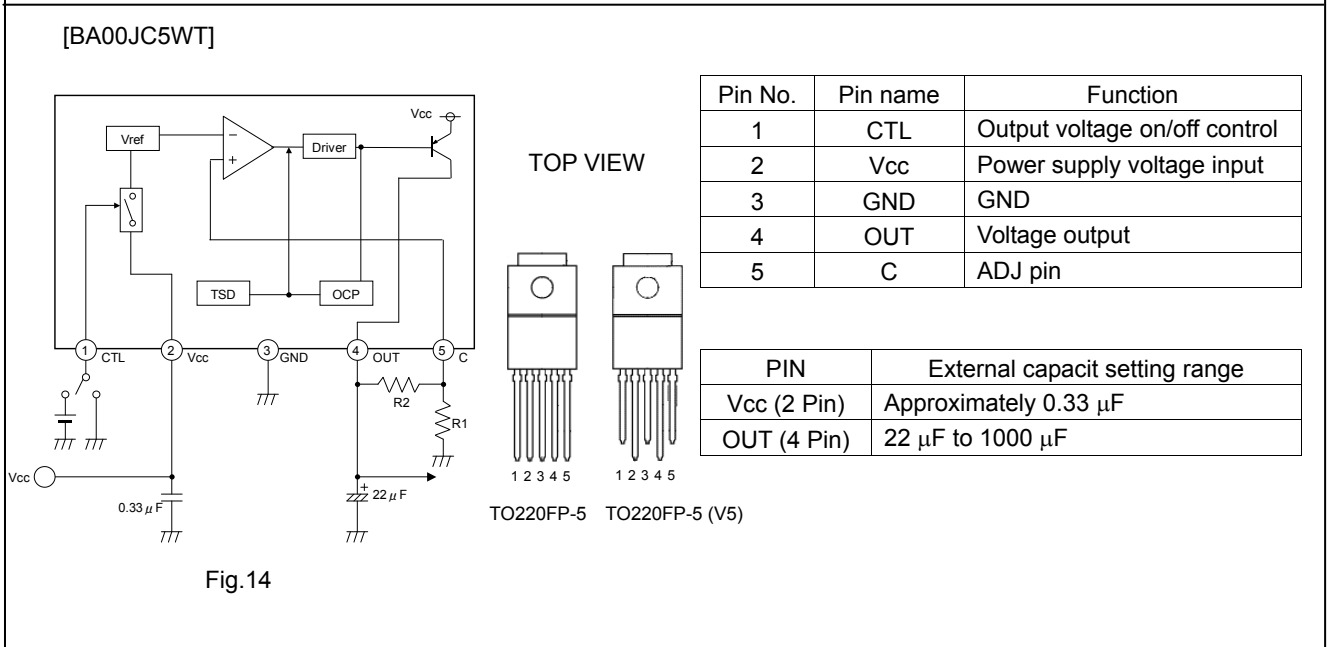 [BA00JC5WT]
Vcc
Vref
−
+
Driver
TSD
OCP
1 CTL
2 Vcc
3 GND
4 OUT
5 C
R2
R1
Vcc
0.33 μ F
+
22 μ F
Fig.14
TOP VIEW
1 2 3 4 5
1 2 3 4 5
TO220FP-5 TO220FP-5 (V5)
Pin No. Pin name Function
1 CTL Output voltage on/off control
2 Vcc Power supply voltage input
3 GND GND
4 OUT Voltage output
5 C ADJ pin
PIN External capacit setting range
Vcc (2 Pin) Approximately 0.33 μF
OUT (4 Pin) 22 μF to 1000 μF